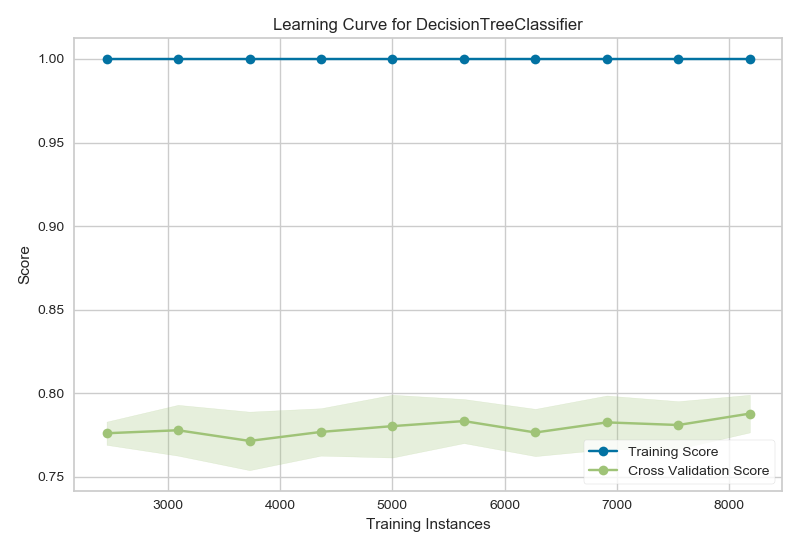 Learning Curve for DecisionTreeClassifier
Score
1.00
0.95
0.90
0.85
0.80
0.75
Training Score
Cross Validation Score
3000 4000 5000 6000 7000 8000
Training Instances